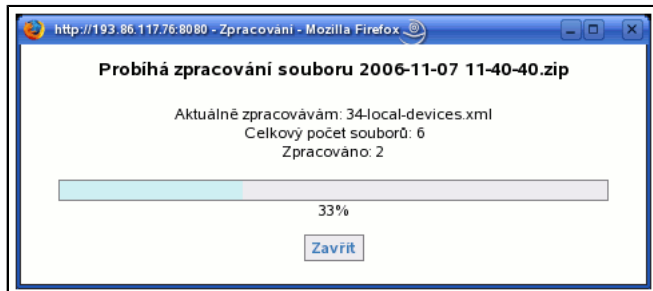 http://193.86.117.76:8080 - Zpracování - Mozilla Firefox
Probíhá zpracování souboru 2006-11-07 11-40-40.zip
Aktuálně zpracovávám: 34-local-devices.xml
Celkový počet souborů: 6
Zpracováno: 2
33%
Zavřít